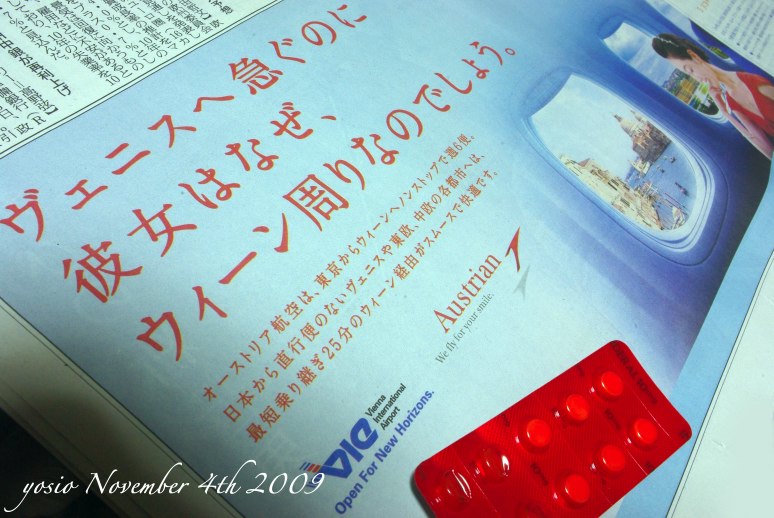 ヴェニスへ急ぐのに
彼女はなぜ、
ウィーン周りなのでしょう。
オーストリア航空は、東京からウィーンへノンストップで週6便。
日本から直行便のないヴェニスや東欧、中欧の各都市へは、
最短乗り継ぎ25分のウィーン経由がスムースで快適です。
Austrian
We fly for your smile.
VIE
Vienna
International
Airport
Open For New Horizons.
yosio November 4th 2009